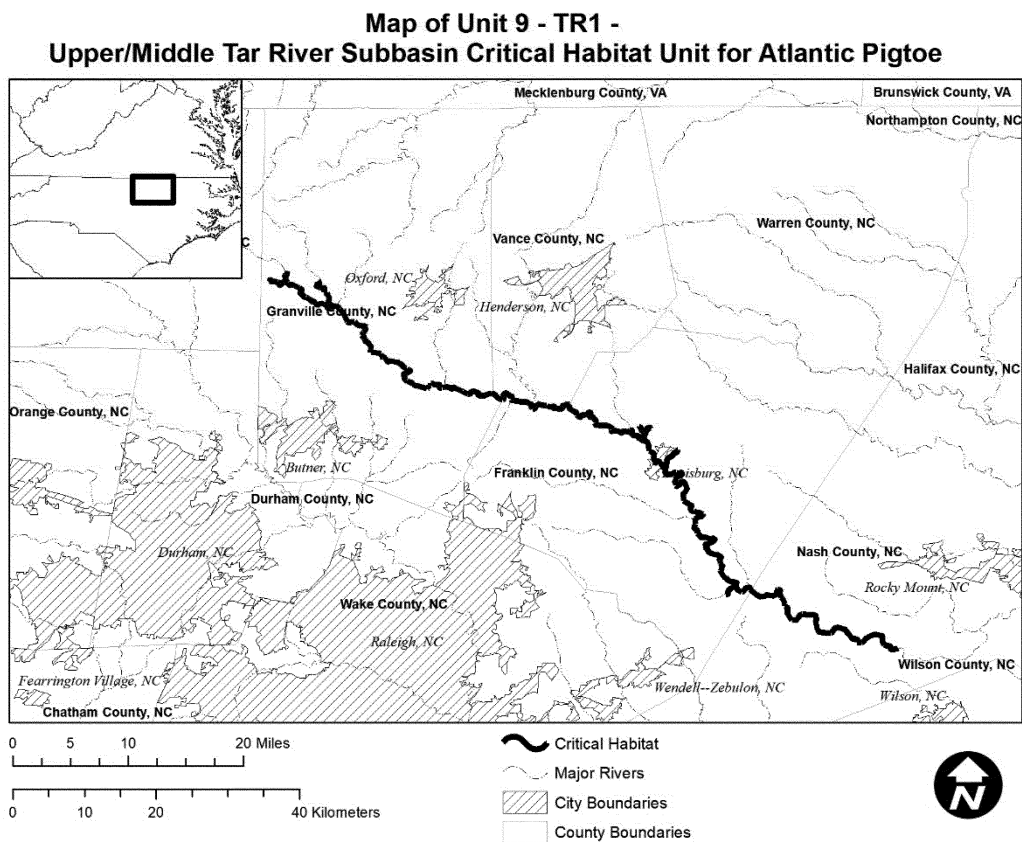 Map of Unit 9 - TR1 -
Upper/Middle Tar River Subbasin Critical Habitat Unit for Atlantic Pigtoe
Mecklenburg County, VA
Brunswick County, VA
Northampton County, NC
Warren County, NC
Vance County, NC
C
Oxford, NC
Henderson, NC
Granville County, NC
Halifax County, NC
Orange County, NC
Butner, NC
Franklin County, NC
isburg, NC
Durham County, NC
Durham, NC
Nash County, NC
Rocky Mount, NC
Wake County, NC
Raleigh, NC
Wilson County, NC
Fearrington Village, NC
Wendell--Zebulon, NC
Wilson, NC
Chatham County, NC
0 5 10 20 Miles
0 10 20 40 Kilometers
Critical Habitat
Major Rivers
City Boundaries
County Boundaries
N